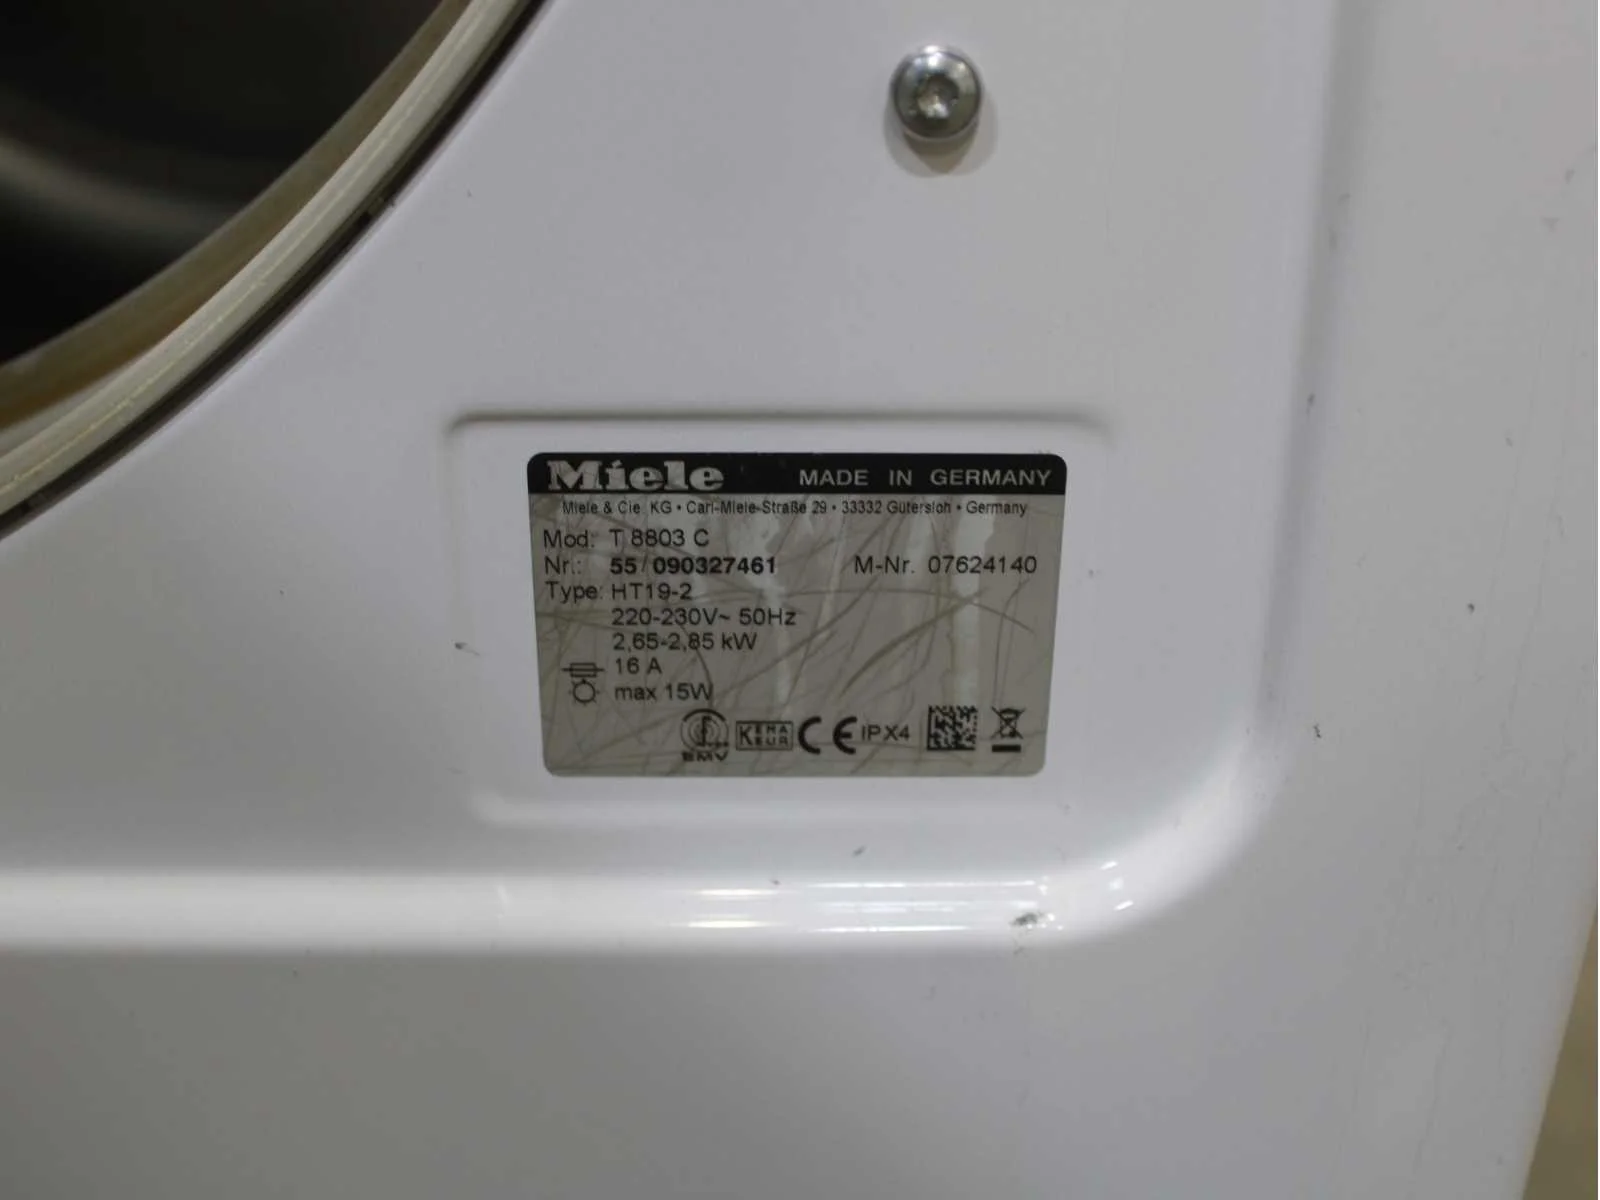 Miele MADE IN GERMANY
Miele & Cie. KG • Carl-Miele-Straße 29 • 33332 Gütersloh • Germany
Mod: T 8803 C
Nr.: 55/090327461 M-Nr. 07624140
Type: HT19-2
220-230V~ 50Hz
2,65-2,85 kW
16 A
max 15W
EMV KEMA KEUR CE IPX4